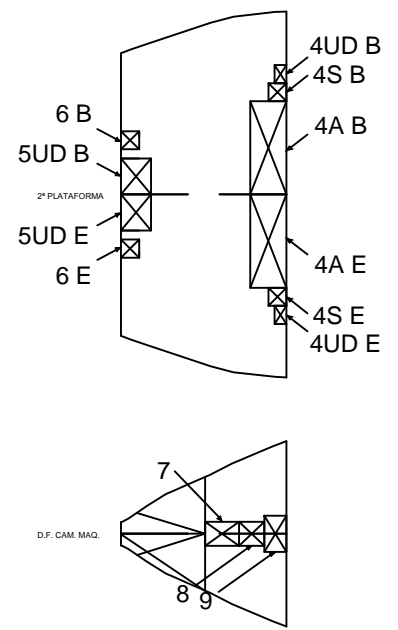 4UD B
4S B
6 B
4A B
5UD B
2ª PLATAFORMA
5UD E
4A E
6 E
4S E
4UD E
7
D.F. CAM. MAQ.
8 9